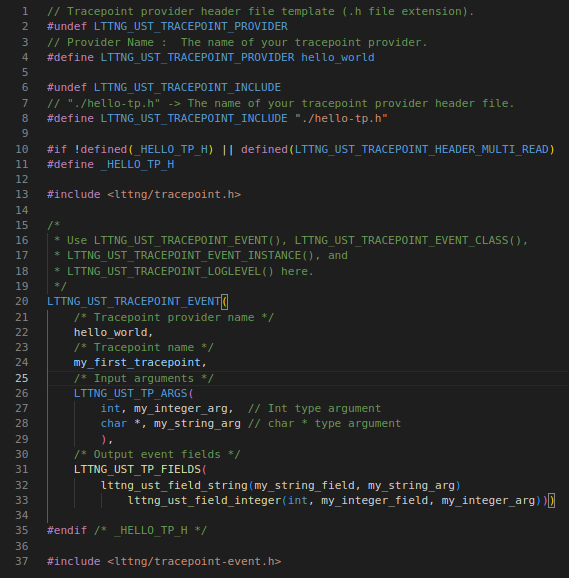 1 // Tracepoint provider header file template (.h file extension).
2 #undef LTTNG_UST_TRACEPOINT_PROVIDER
3 // Provider Name :  The name of your tracepoint provider.
4 #define LTTNG_UST_TRACEPOINT_PROVIDER hello_world
5
6 #undef LTTNG_UST_TRACEPOINT_INCLUDE
7 // "./hello-tp.h" -> The name of your tracepoint provider header file.
8 #define LTTNG_UST_TRACEPOINT_INCLUDE "./hello-tp.h"
9
10 #if !defined(_HELLO_TP_H) || defined(LTTNG_UST_TRACEPOINT_HEADER_MULTI_READ)
11 #define _HELLO_TP_H
12
13 #include <lttng/tracepoint.h>
14
15 /*
16  * Use LTTNG_UST_TRACEPOINT_EVENT(), LTTNG_UST_TRACEPOINT_EVENT_CLASS(),
17  * LTTNG_UST_TRACEPOINT_EVENT_INSTANCE(), and
18  * LTTNG_UST_TRACEPOINT_LOGLEVEL() here.
19  */
20 LTTNG_UST_TRACEPOINT_EVENT(
21     /* Tracepoint provider name */
22     hello_world,
23     /* Tracepoint name */
24     my_first_tracepoint,
25     /* Input arguments */
26     LTTNG_UST_TP_ARGS(
27         int, my_integer_arg,  // Int type argument
28         char *, my_string_arg // char * type argument
29         ),
30     /* Output event fields */
31     LTTNG_UST_TP_FIELDS(
32         lttng_ust_field_string(my_string_field, my_string_arg)
33             lttng_ust_field_integer(int, my_integer_field, my_integer_arg)))
34
35 #endif /* _HELLO_TP_H */
36
37 #include <lttng/tracepoint-event.h>